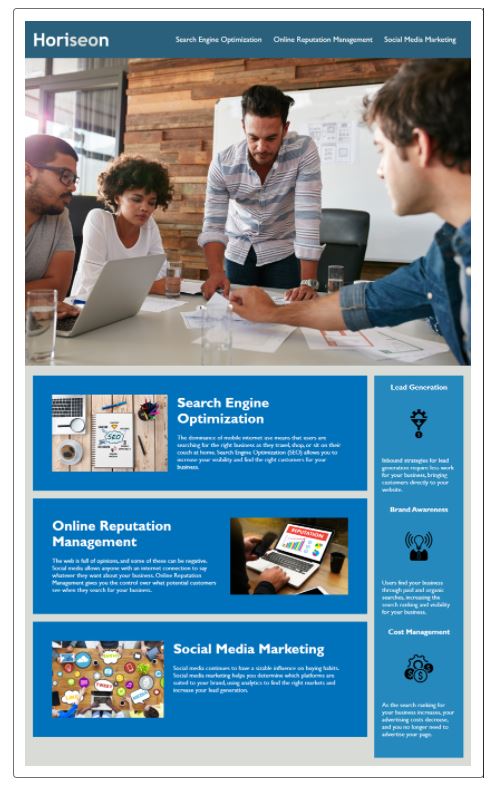 Horiseon
Search Engine Optimization
Online Reputation Management
Social Media Marketing
Search Engine
Optimization
The dominance of mobile internet use means that users are
searching for the right business as they travel, shop, or sit on their
couch at home. Search Engine Optimization (SEO) allows you to
increase your visibility and find the right customers for your
business.
SEO
Online Reputation
Management
The web is full of opinions, and some of these can be negative.
Social media allows anyone with an internet connection to say
whatever they want about your business. Online Reputation
Management gives you the control over what potential customers
see when they search for your business.
REPUTATION
Social Media Marketing
Social media continues to have a sizable influence on buying habits.
Social media marketing helps you determine which platforms are
suited to your brand, using analytics to find the right markets and
increase your lead generation.
TWEET
Lead Generation
Inbound strategies for lead
generation require less work
for your business, bringing
customers directly to your
website.
Brand Awareness
Users find your business
through paid and organic
searches, increasing the
search ranking and visibility
for your business.
Cost Management
As the search ranking for
your business increases, your
advertising costs decrease,
and you no longer need to
advertise your page.